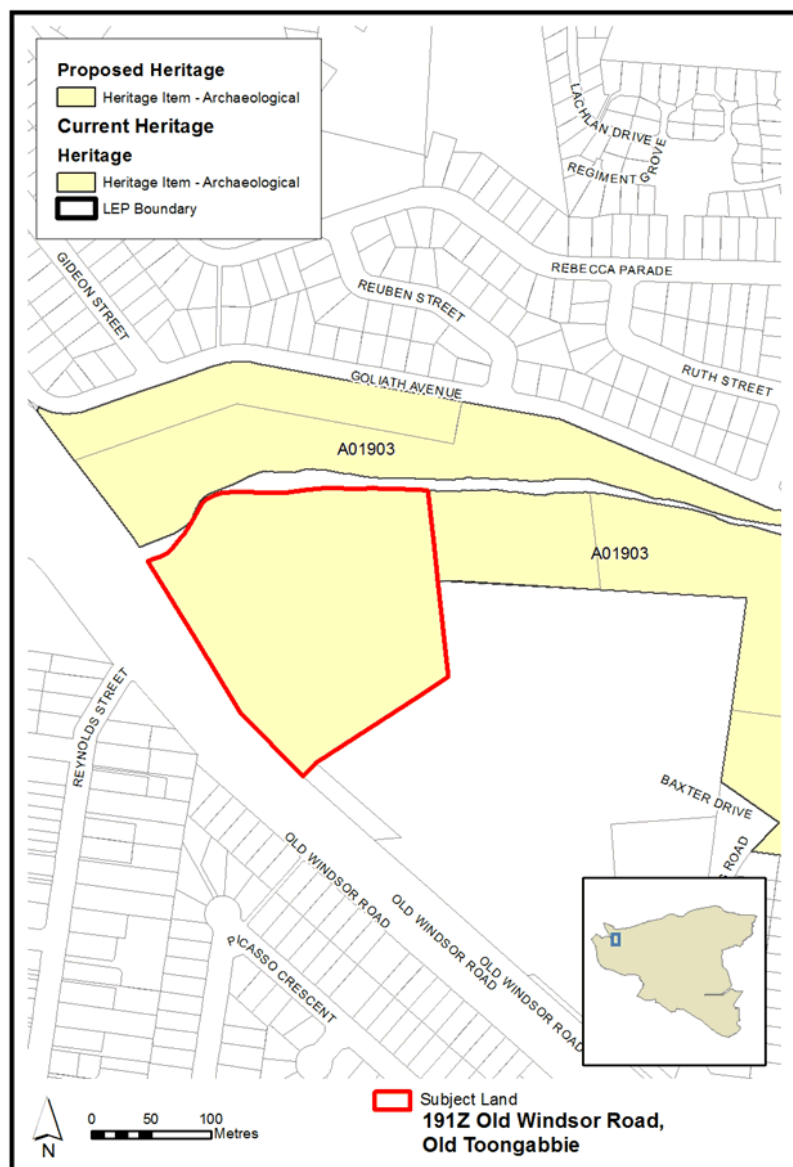 Proposed Heritage
Heritage Item - Archaeological
Current Heritage
Heritage
Heritage Item - Archaeological
LEP Boundary
LACHLAN DRIVE
REGIMENT GROVE
REBECCA PARADE
GIDEON STREET
REUBEN STREET
RUTH STREET
GOLIATH AVENUE
A01903
A01903
REYNOLDS STREET
BAXTER DRIVE
ROAD
OLD WINDSOR ROAD
OLD WINDSOR ROAD
OLD WINDSOR ROAD
PICASSO CRESCENT
N
0 50 100
Metres
Subject Land
191Z Old Windsor Road,
Old Toongabbie